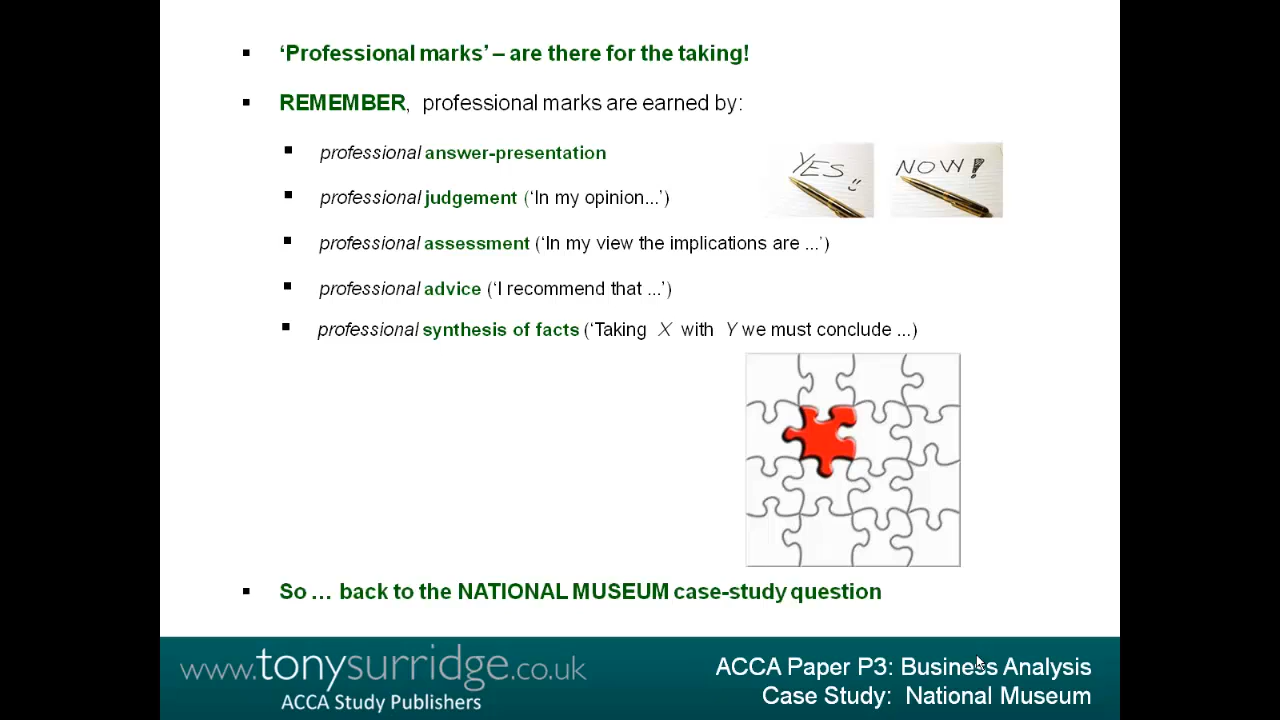 ‘Professional marks’ – are there for the taking!
REMEMBER, professional marks are earned by:
professional answer-presentation
professional judgement (‘In my opinion...’)
professional assessment (‘In my view the implications are ...’)
professional advice (‘I recommend that ...’)
professional synthesis of facts (‘Taking X with Y we must conclude ...)
YES
NOW!
So ... back to the NATIONAL MUSEUM case-study question
www.tonysurridge.co.uk
ACCA Study Publishers
ACCA Paper P3: Business Analysis
Case Study: National Museum